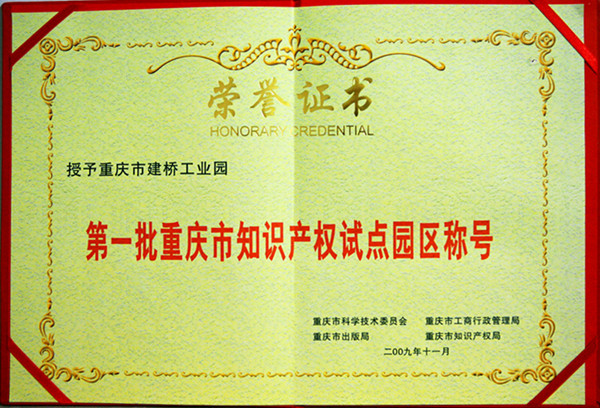 荣誉证书
HONORARY CREDENTIAL
授予重庆市建桥工业园
第一批重庆市知识产权试点园区称号
重庆市科学技术委员会 重庆市工商行政管理局
重庆市出版局 重庆市知识产权局
二00九年十一月